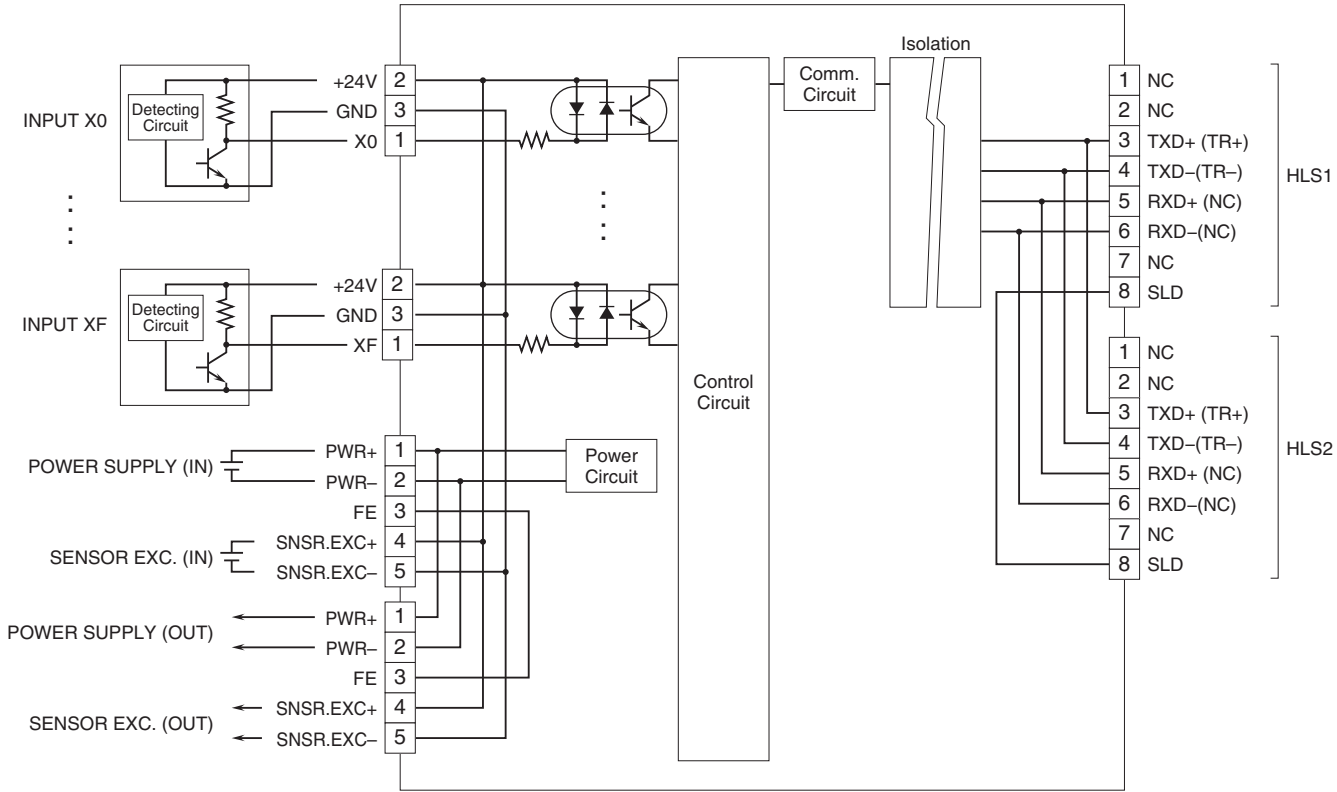 INPUT X0
Detecting
Circuit
+24V 2
GND 3
X0 1
INPUT XF
Detecting
Circuit
+24V 2
GND 3
XF 1
POWER SUPPLY (IN)
PWR+ 1
PWR– 2
FE 3
SENSOR EXC. (IN)
SNSR.EXC+ 4
SNSR.EXC– 5
POWER SUPPLY (OUT)
PWR+ 1
PWR– 2
FE 3
SENSOR EXC. (OUT)
SNSR.EXC+ 4
SNSR.EXC– 5
Power
Circuit
Control
Circuit
Comm.
Circuit
Isolation
1 NC
2 NC
3 TXD+ (TR+)
4 TXD–(TR–)
5 RXD+ (NC)
6 RXD–(NC)
7 NC
8 SLD
HLS1
1 NC
2 NC
3 TXD+ (TR+)
4 TXD–(TR–)
5 RXD+ (NC)
6 RXD–(NC)
7 NC
8 SLD
HLS2